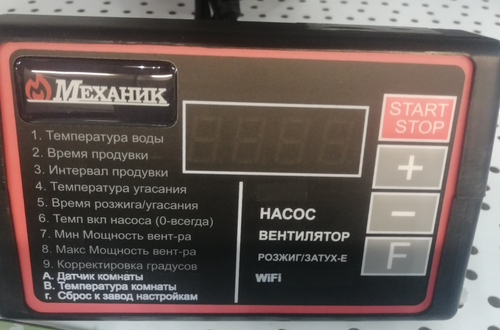 МЕХАНИК
START
STOP
1. Температура воды
2. Время продувки
3. Интервал продувки
4. Температура угасания
5. Время розжига/угасания
6. Темп вкл насоса (0-всегда)
7. Мин Мощность вент-ра
8. Макс Мощность вент-ра
9. Корректировка градусов
А. Датчик комнаты
В. Температура комнаты
г. Сброс к завод настройкам
+
−
F
НАСОС
ВЕНТИЛЯТОР
РОЗЖИГ/ЗАТУХ-Е
WiFi